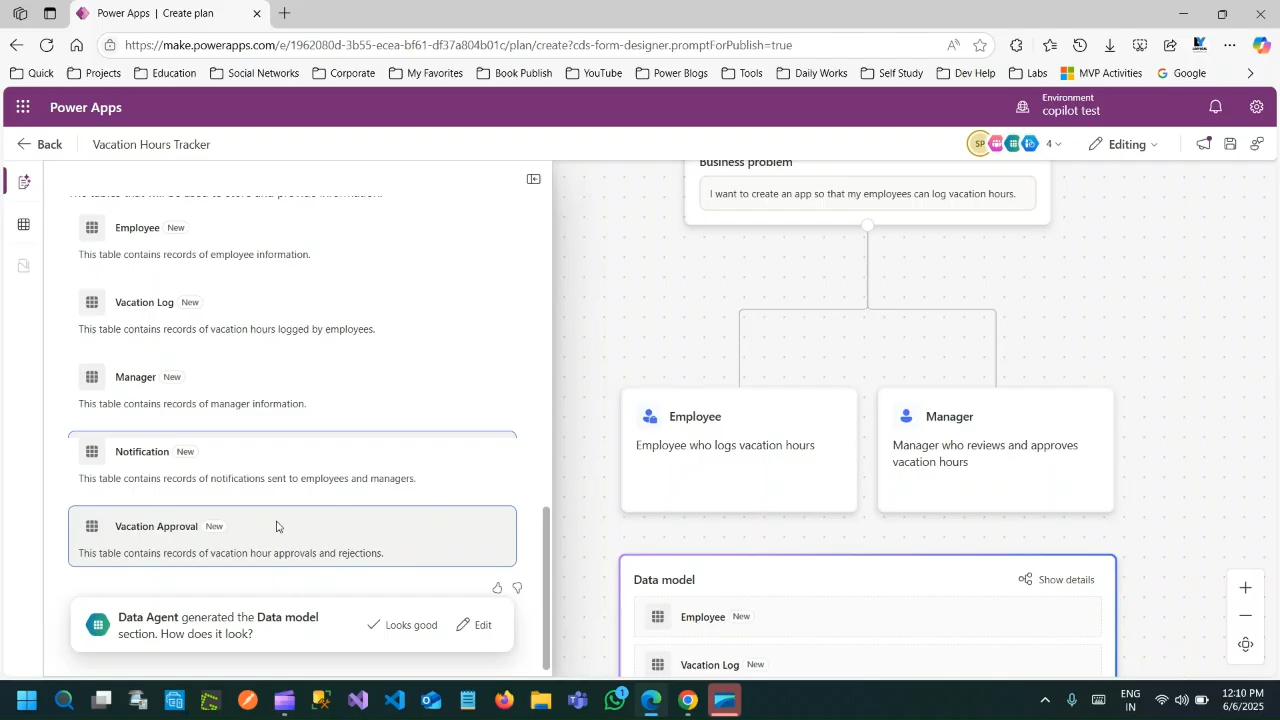 Power Apps | Create plan
https://make.powerapps.com/e/1962080d-3b55-ecea-bf61-df37a804b01c/plan/create?cds-form-designer.promptForPublish=true
Quick Projects Education Social Networks Corpor My Favorites Book Publish YouTube Power Blogs Tools Daily Works Self Study Dev Help Labs MVP Activities Google
Power Apps
Environment
copilot test
Back Vacation Hours Tracker
SP 4 Editing
Employee New
This table contains records of employee information.
Vacation Log New
This table contains records of vacation hours logged by employees.
Manager New
This table contains records of manager information.
Notification New
This table contains records of notifications sent to employees and managers.
Vacation Approval New
This table contains records of vacation hour approvals and rejections.
Data Agent generated the Data model
section. How does it look?
Looks good Edit
Business problem
I want to create an app so that my employees can log vacation hours.
Employee
Employee who logs vacation hours
Manager
Manager who reviews and approves
vacation hours
Data model Show details
Employee New
Vacation Log New
1
ENG
IN
12:10 PM
6/6/2025